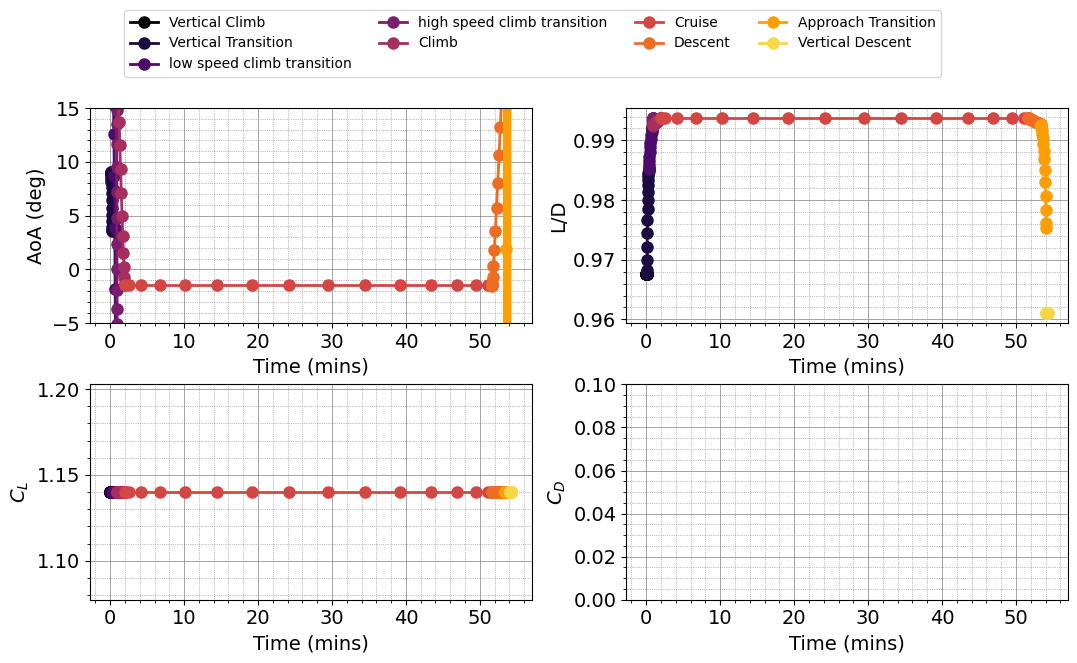 Vertical Climb
Vertical Transition
low speed climb transition
high speed climb transition
Climb
Cruise
Descent
Approach Transition
Vertical Descent
15
10
5
0
−5
AoA (deg)
0 10 20 30 40 50
Time (mins)
0.99
0.98
0.97
0.96
L/D
0 10 20 30 40 50
Time (mins)
1.20
1.15
1.10
C_L
0 10 20 30 40 50
Time (mins)
0.10
0.08
0.06
0.04
0.02
0.00
C_D
0 10 20 30 40 50
Time (mins)